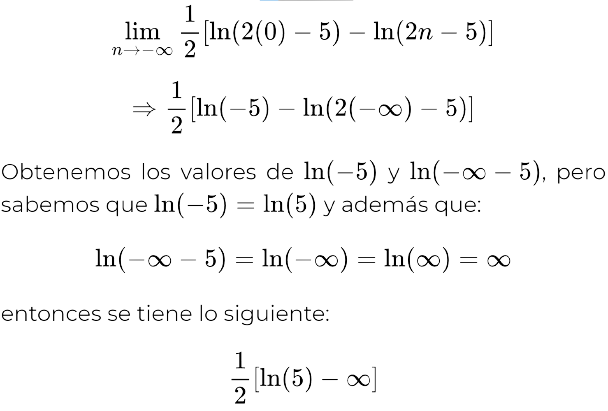 lim n→−∞ 1/2 [ln(2(0) − 5) − ln(2n − 5)]
⇒ 1/2 [ln(−5) − ln(2(−∞) − 5)]
Obtenemos los valores de ln(−5) y ln(−∞ − 5), pero
sabemos que ln(−5) = ln(5) y además que:
ln(−∞ − 5) = ln(−∞) = ln(∞) = ∞
entonces se tiene lo siguiente:
1/2 [ln(5) − ∞]